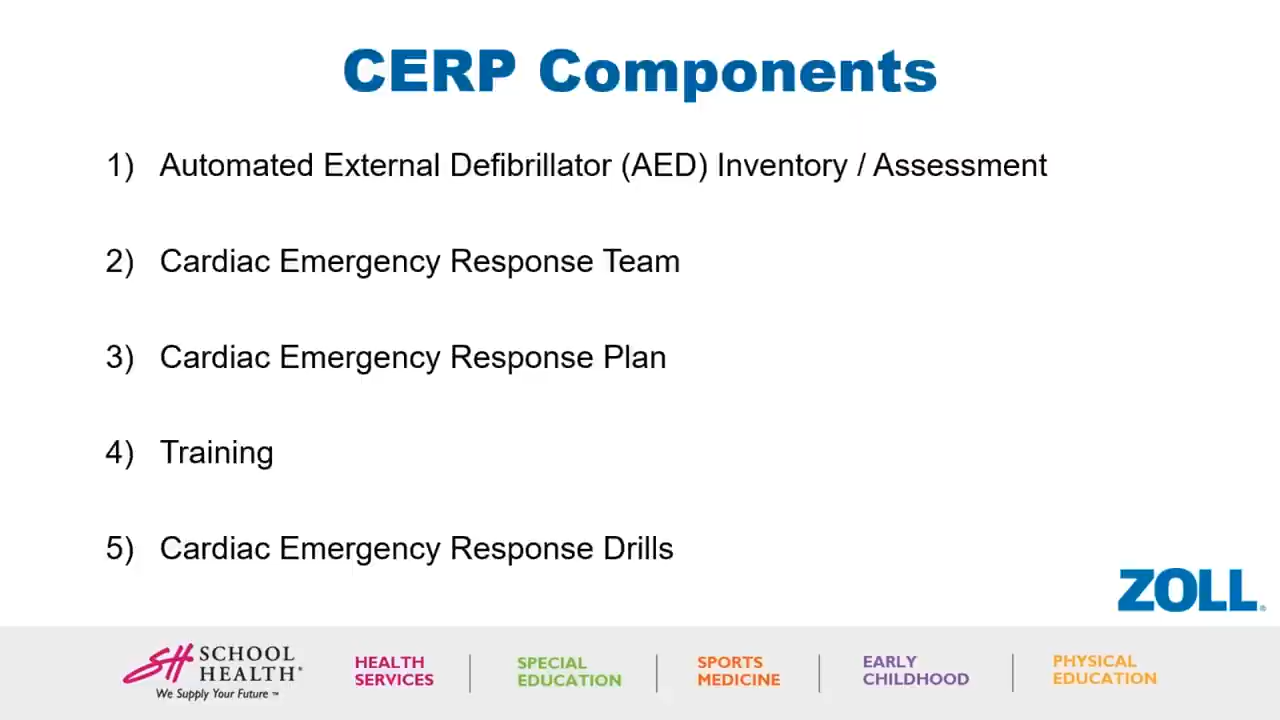 CERP Components
1) Automated External Defibrillator (AED) Inventory / Assessment
2) Cardiac Emergency Response Team
3) Cardiac Emergency Response Plan
4) Training
5) Cardiac Emergency Response Drills
ZOLL®
SH SCHOOL HEALTH®
We Supply Your Future™
HEALTH
SERVICES
SPECIAL
EDUCATION
SPORTS
MEDICINE
EARLY
CHILDHOOD
PHYSICAL
EDUCATION